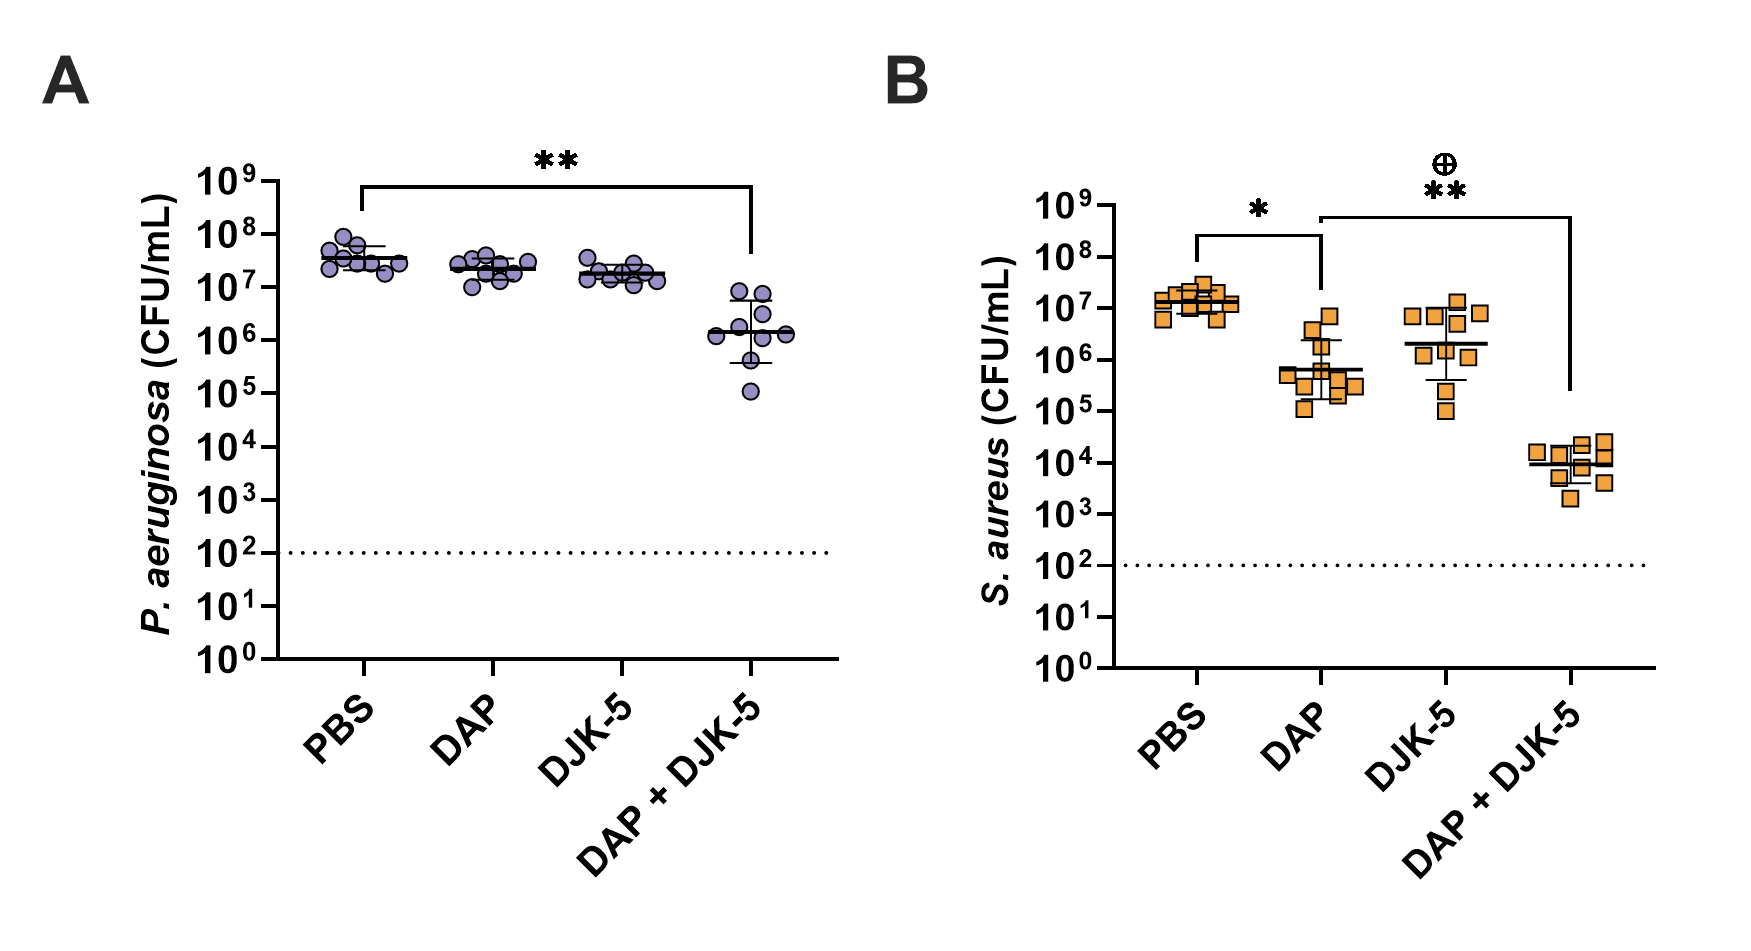 A
B
**
⊕
*
**
P. aeruginosa (CFU/mL)
10⁹
10⁸
10⁷
10⁶
10⁵
10⁴
10³
10²
10¹
10⁰
PBS
DAP
DJK-5
DAP + DJK-5
S. aureus (CFU/mL)
10⁹
10⁸
10⁷
10⁶
10⁵
10⁴
10³
10²
10¹
10⁰
PBS
DAP
DJK-5
DAP + DJK-5